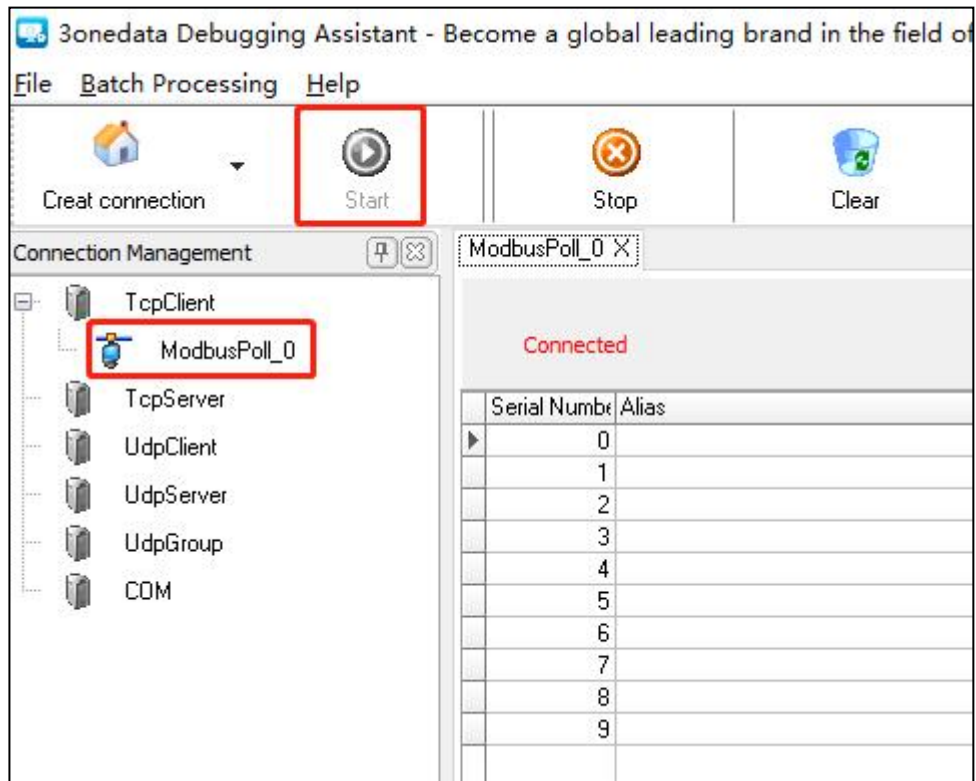 3onedata Debugging Assistant - Become a global leading brand in the field of
File Batch Processing Help
Creat connection Start Stop Clear
Connection Management
ModbusPoll_0
TcpClient
ModbusPoll_0
TcpServer
UdpClient
UdpServer
UdpGroup
COM
Connected
Serial Numbe Alias
0
1
2
3
4
5
6
7
8
9